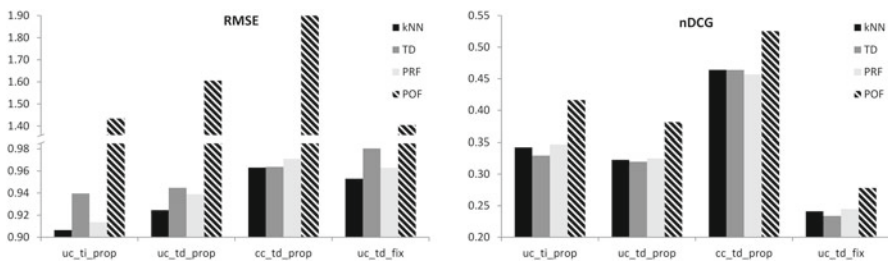 RMSE
1.90
1.80
1.70
1.60
1.50
1.40
0.98
0.96
0.94
0.92
0.90
kNN
TD
PRF
POF
uc_ti_prop uc_td_prop cc_td_prop uc_td_fix
nDCG
0.55
0.50
0.45
0.40
0.35
0.30
0.25
0.20
kNN
TD
PRF
POF
uc_ti_prop uc_td_prop cc_td_prop uc_td_fix